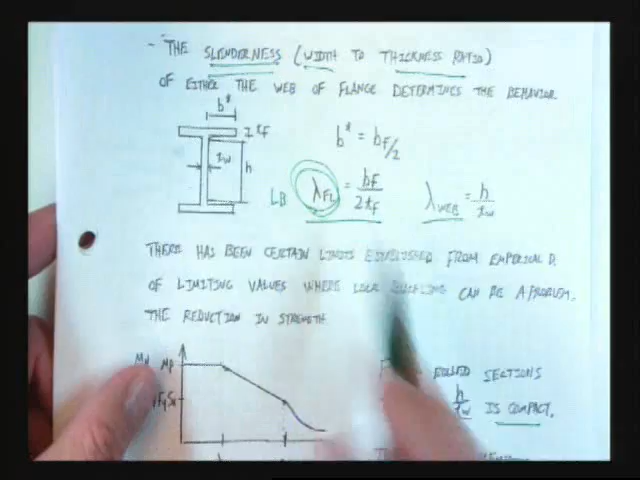 - THE SLENDERNESS (WIDTH TO THICKNESS RATIO)
OF EITHER THE WEB OF FLANGE DETERMINES THE BEHAVIOR
b*
tf
tw
h
b* = bf/2
LB
λFL = bf/2tf
λWEB = h/tw
THERE HAS BEEN CERTAIN LIMITS ESTABLISHED FROM EMPERICAL D
OF LIMITING VALUES WHERE BUCKLING CAN BE A PROBLEM.
THE REDUCTION IN STRENGTH
Mn
Mp
FySx
ROLLED SECTIONS
h/tw IS COMPACT.